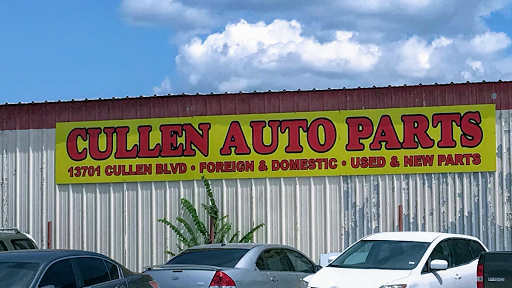 CULLEN AUTO PARTS
13701 CULLEN BLVD • FOREIGN & DOMESTIC • USED & NEW PARTS